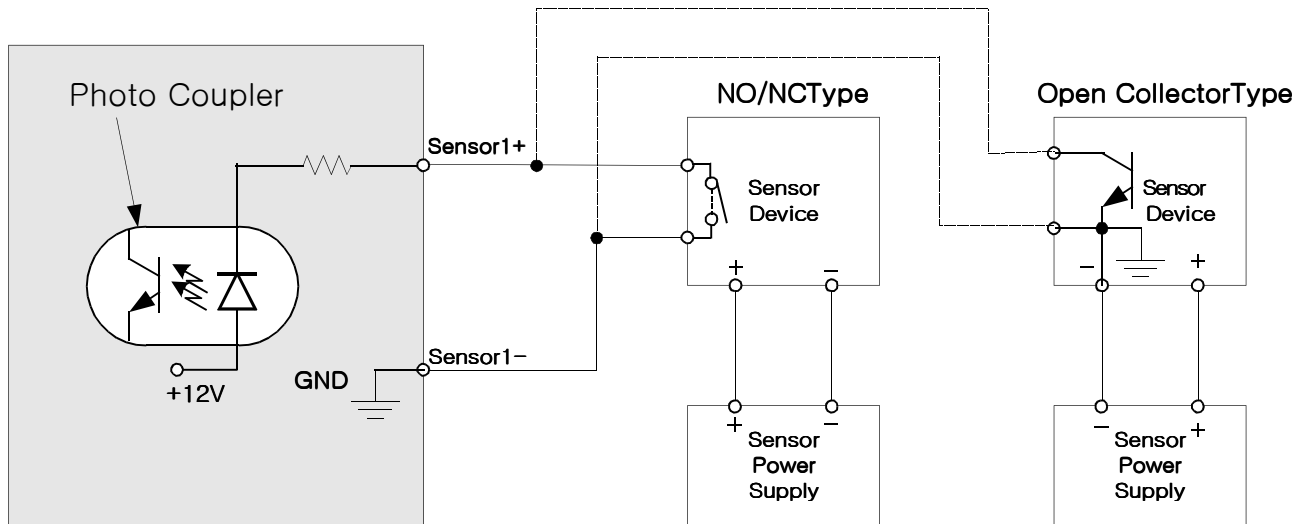 Photo Coupler
NO/NCType
Open CollectorType
Sensor1+
Sensor
Device
Sensor
Device
+
−
−
+
Sensor1−
GND
+12V
+
−
Sensor
Power
Supply
−
+
Sensor
Power
Supply